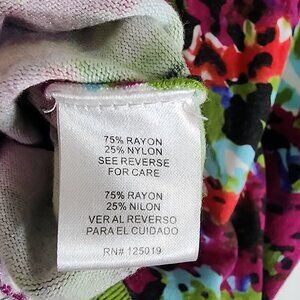 75% RAYON
25% NYLON
SEE REVERSE
FOR CARE
75% RAYON
25% NILON
VER AL REVERSO
PARA EL CUIDADO
RN# 125019